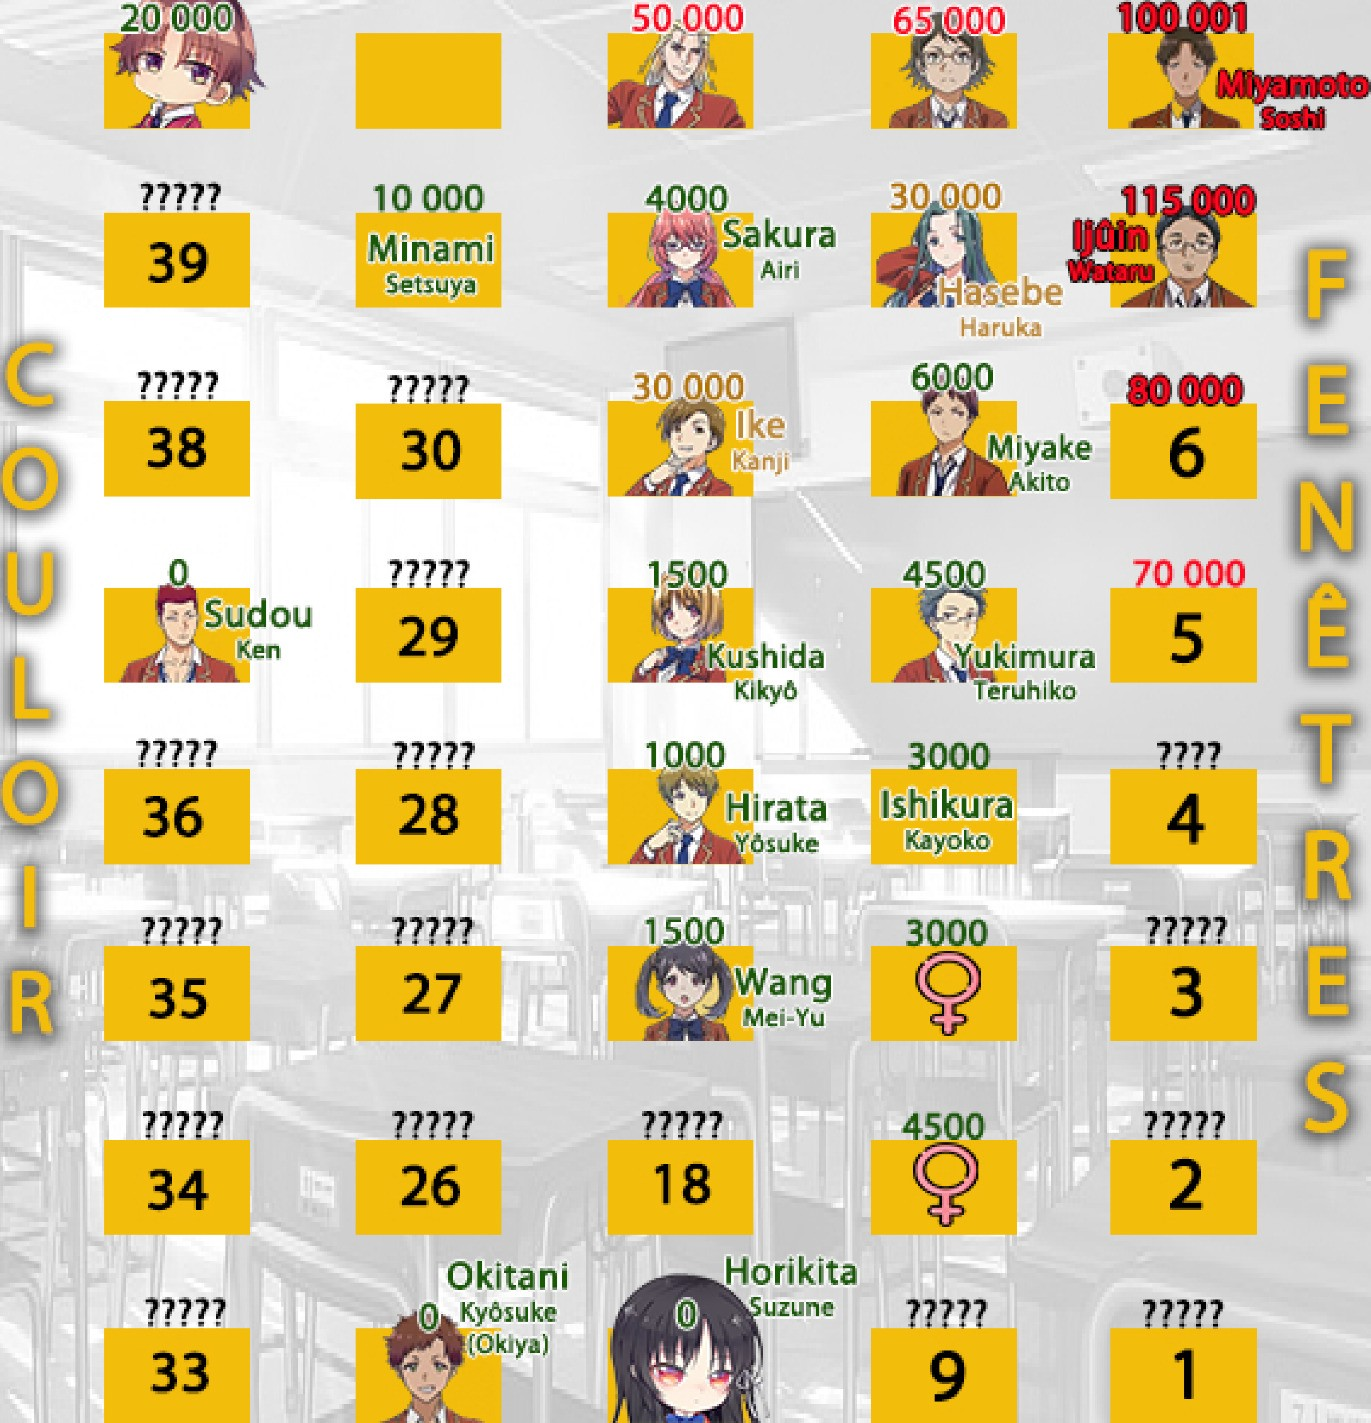 20 000
50 000
65 000
100 001
Miyamoto
Soshi
?????
39
10 000
Minami
Setsuya
4000
Sakura
Airi
30 000
Hasebe
Haruka
115 000
Ijûin
Wataru
?????
38
?????
30
30 000
Ike
Kanji
6000
Miyake
Akito
80 000
6
0
Sudou
Ken
?????
29
1500
Kushida
Kikyô
4500
Yukimura
Teruhiko
70 000
5
?????
36
?????
28
1000
Hirata
Yôsuke
3000
Ishikura
Kayoko
????
4
?????
35
?????
27
1500
Wang
Mei-Yu
3000
?????
3
?????
34
?????
26
?????
18
4500
?????
2
?????
33
Okitani
0 Kyôsuke
(Okiya)
Horikita
0 Suzune
?????
9
?????
1
COULOIR
FENÊTRES